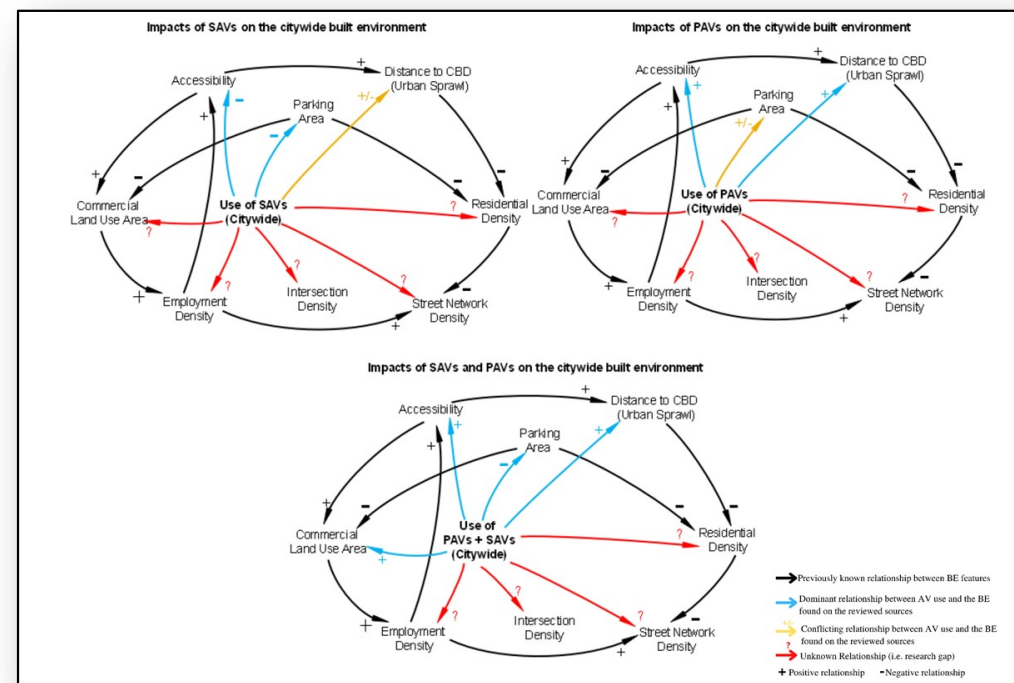 Impacts of SAVs on the citywide built environment
Accessibility
+
Distance to CBD
(Urban Sprawl)
+/-
Parking
Area
-
-
+
+
-
-
-
Commercial
Land Use Area
?
Use of SAVs
(Citywide)
?
Residential
Density
?
?
?
+
Employment
Density
Intersection
Density
-
Street Network
Density
+
Impacts of PAVs on the citywide built environment
Accessibility
+
Distance to CBD
(Urban Sprawl)
+
+
Parking
Area
+/-
+
+
-
-
-
Commercial
Land Use Area
?
Use of PAVs
(Citywide)
?
Residential
Density
?
?
?
+
Employment
Density
Intersection
Density
-
Street Network
Density
+
Impacts of SAVs and PAVs on the citywide built environment
Accessibility
+
Distance to CBD
(Urban Sprawl)
+
+
Parking
Area
-
+
+
-
-
-
Commercial
Land Use Area
+
Use of
PAVs + SAVs
(Citywide)
?
Residential
Density
?
?
?
+
Employment
Density
Intersection
Density
-
Street Network
Density
+
Previously known relationship between BE features
Dominant relationship between AV use and the BE
found on the reviewed sources
+/-
Conflicting relationship between AV use and the BE
found on the reviewed sources
?
Unknown Relationship (i.e. research gap)
+ Positive relationship - Negative relationship